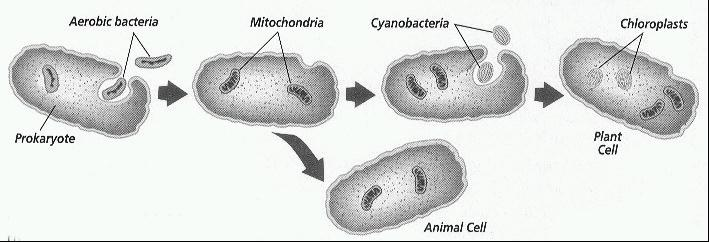 Aerobic bacteria
Mitochondria
Cyanobacteria
Chloroplasts
Prokaryote
Plant
Cell
Animal Cell